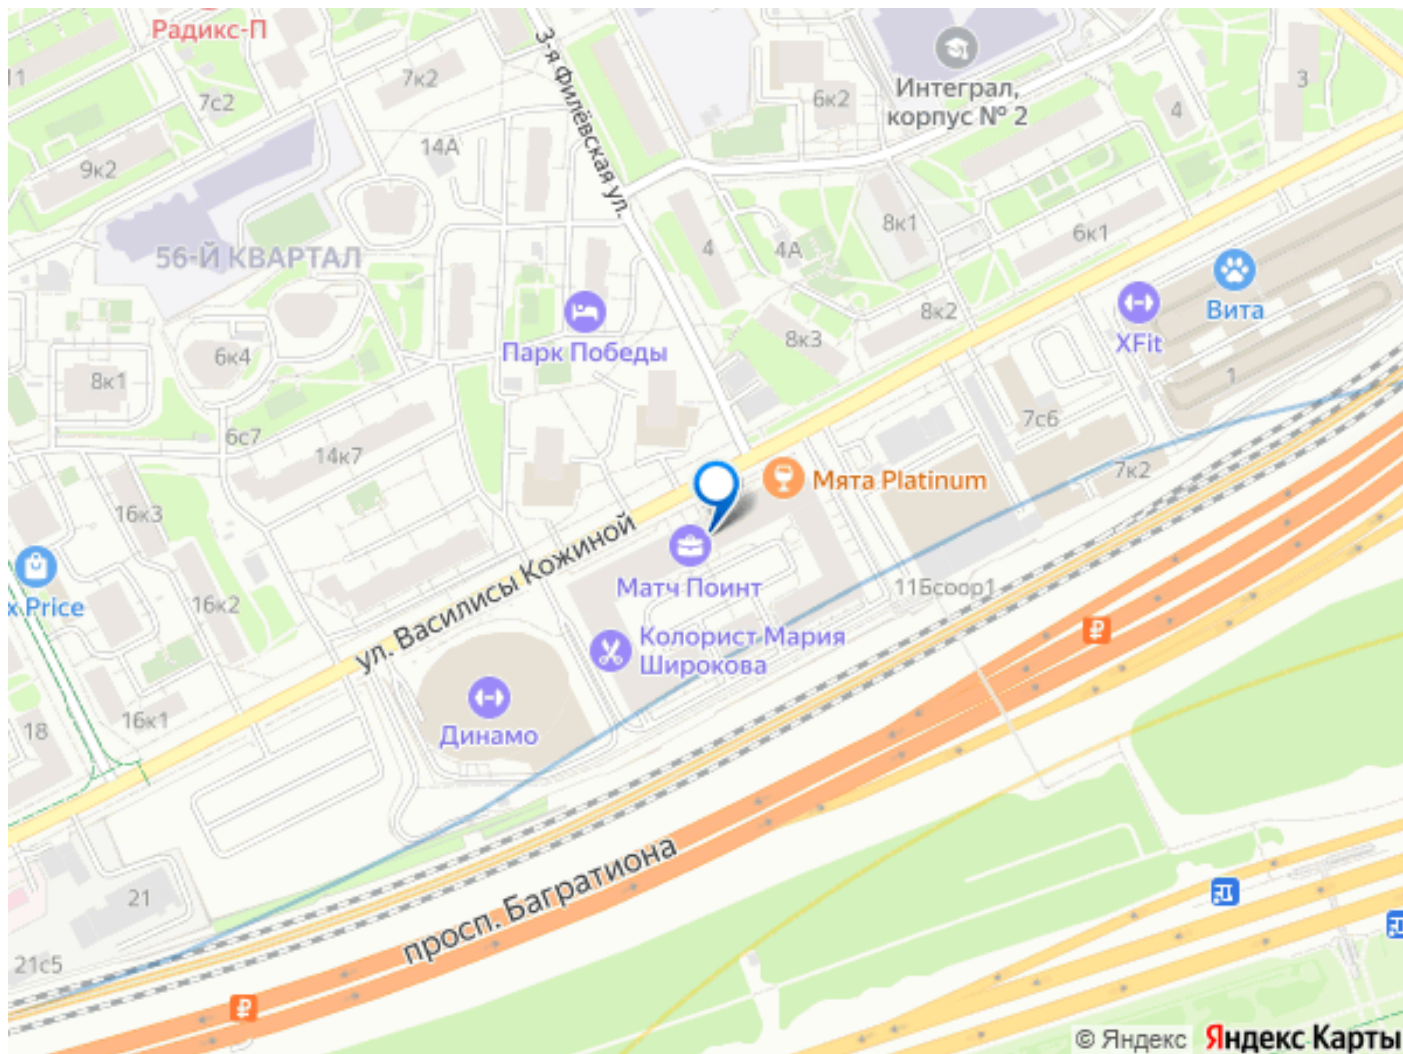 Радикс-П
11
7к2
7с2
9к2
14А
3-я Филёвская ул.
6к2
Интеграл,
корпус № 2
3
4
56-Й КВАРТАЛ
4
4А
8к1
6к1
Вита
XFit
8к2
8к3
Парк Победы
6к4
8к1
1
6с7
14к7
7с6
7к2
Мята Platinum
16к3
ул. Василисы Кожиной
Матч Поинт
11Бсоор1
x Price
16к2
Колорист Мария
Широкова
Динамо
16к1
18
21
просп. Багратиона
21с5
© Яндекс Яндекс Карты